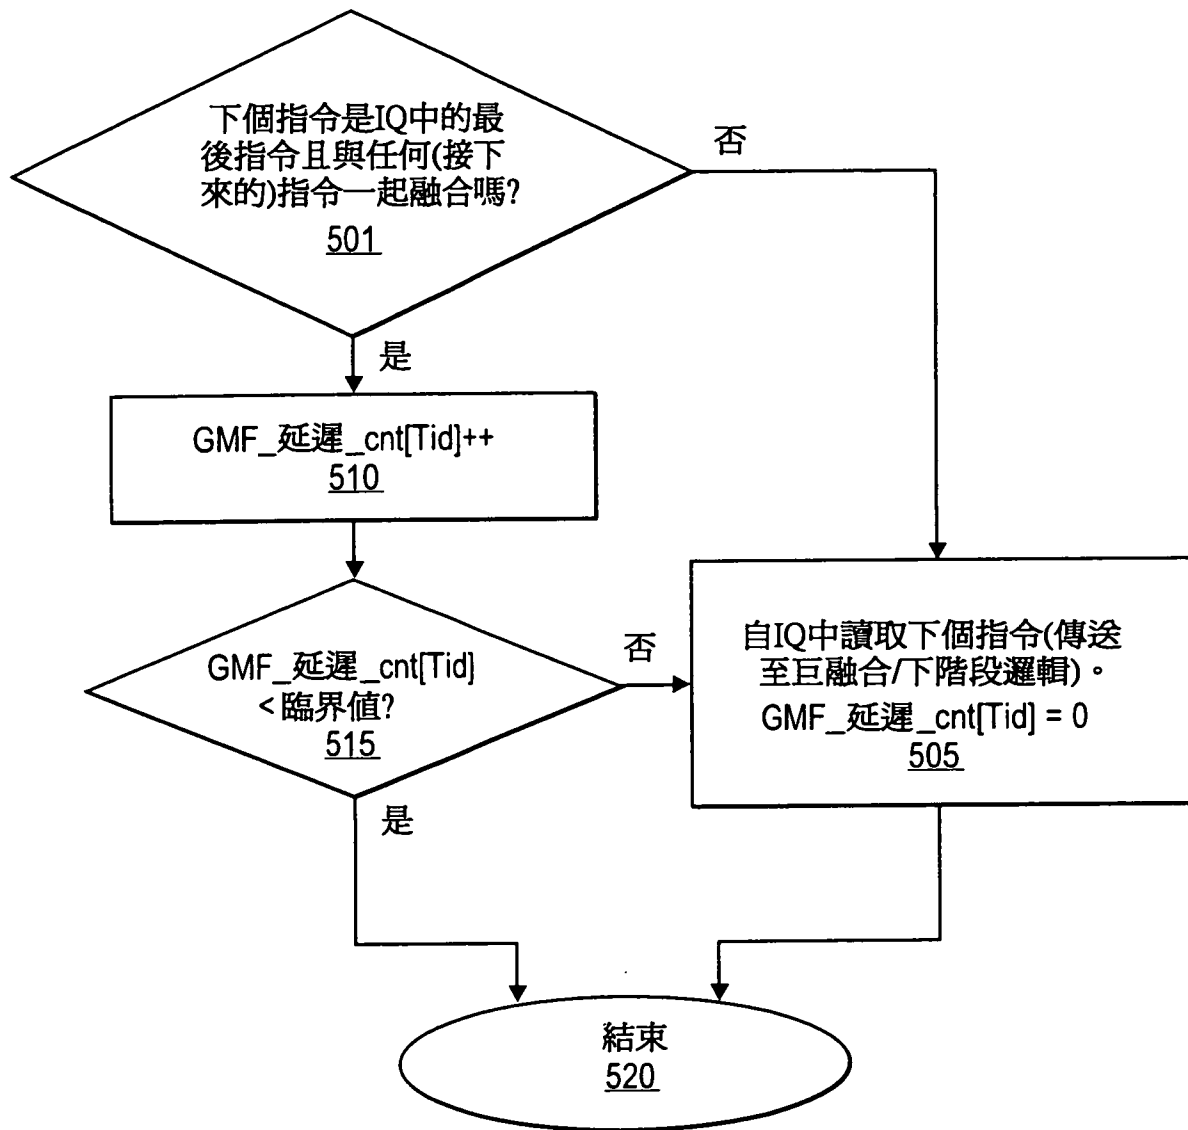 下個指令是IQ中的最
後指令且與任何(接下
來的)指令一起融合嗎?
501
否
是
GMF_延遲_cnt[Tid]++
510
GMF_延遲_cnt[Tid]
<臨界值?
515
否
是
自IQ中讀取下個指令(傳送
至巨融合/下階段邏輯)。
GMF_延遲_cnt[Tid] = 0
505
結束
520